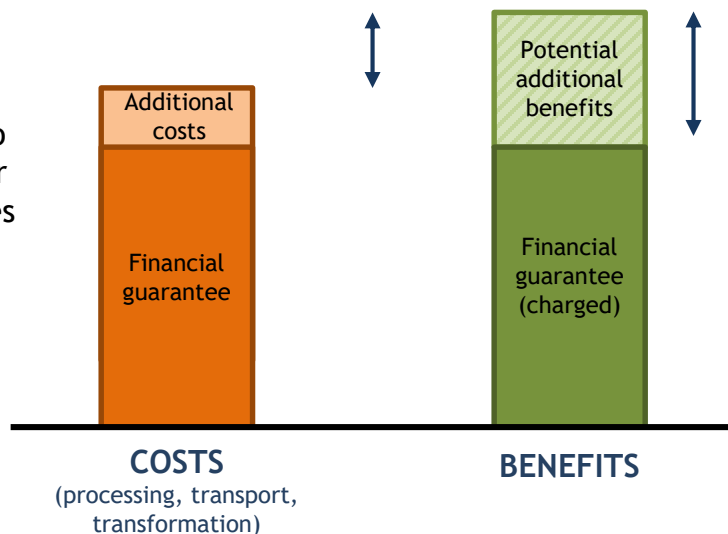 Additional
costs
Financial
guarantee
Potential
additional
benefits
Financial
guarantee
(charged)
COSTS
(processing, transport,
transformation)
BENEFITS